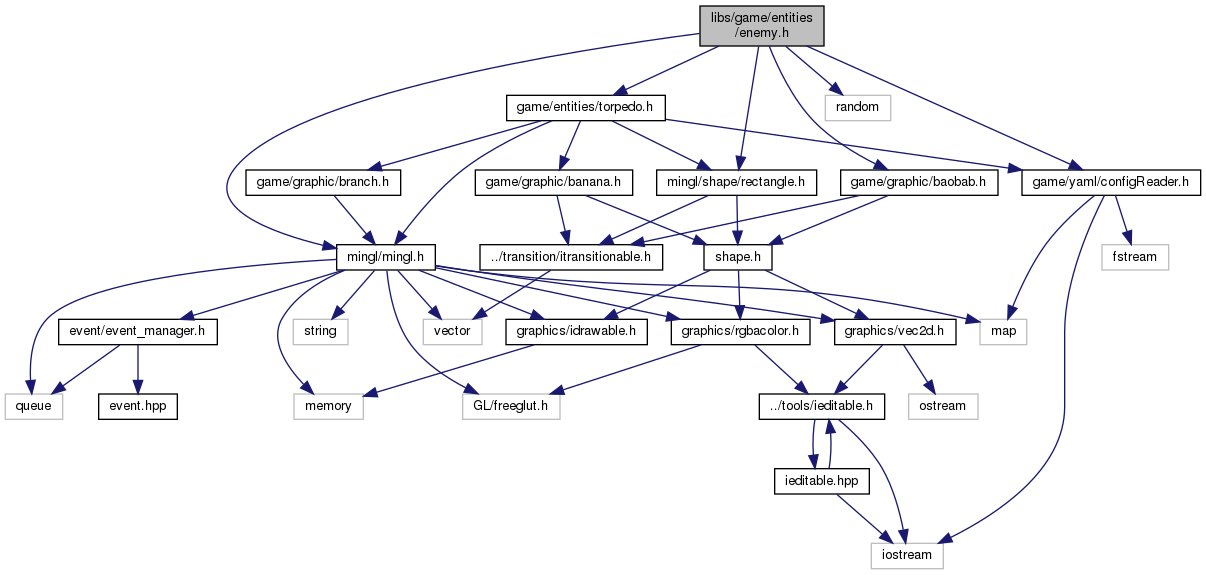 libs/game/entities
/enemy.h
game/entities/torpedo.h
random
game/graphic/branch.h
game/graphic/banana.h
mingl/shape/rectangle.h
game/graphic/baobab.h
game/yaml/configReader.h
mingl/mingl.h
../transition/itransitionable.h
shape.h
fstream
event/event_manager.h
string
vector
graphics/idrawable.h
graphics/rgbacolor.h
graphics/vec2d.h
map
queue
event.hpp
memory
GL/freeglut.h
../tools/ieditable.h
ostream
ieditable.hpp
iostream